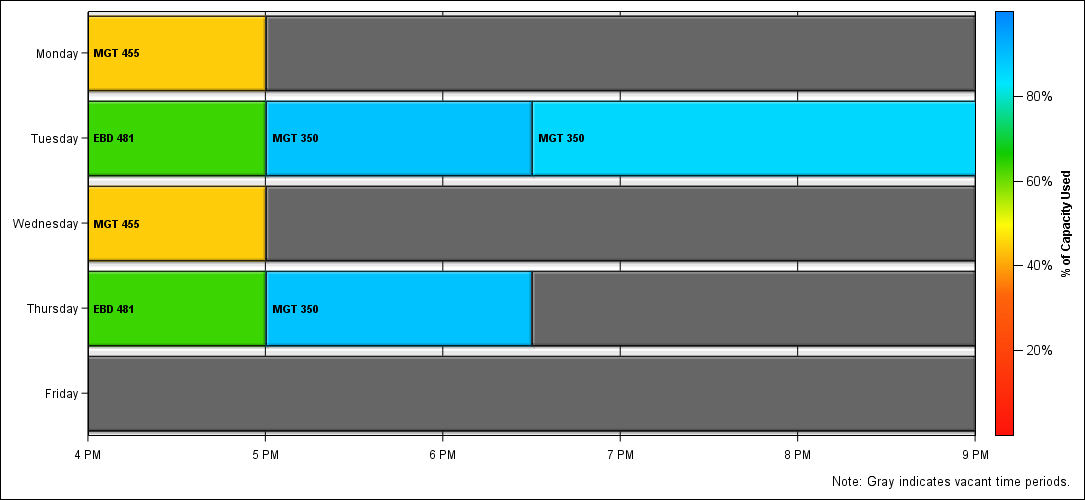 Monday
MGT 455
Tuesday
EBD 481
MGT 350
MGT 350
Wednesday
MGT 455
Thursday
EBD 481
MGT 350
Friday
4 PM
5 PM
6 PM
7 PM
8 PM
9 PM
80%
60%
40%
20%
% of Capacity Used
Note: Gray indicates vacant time periods.